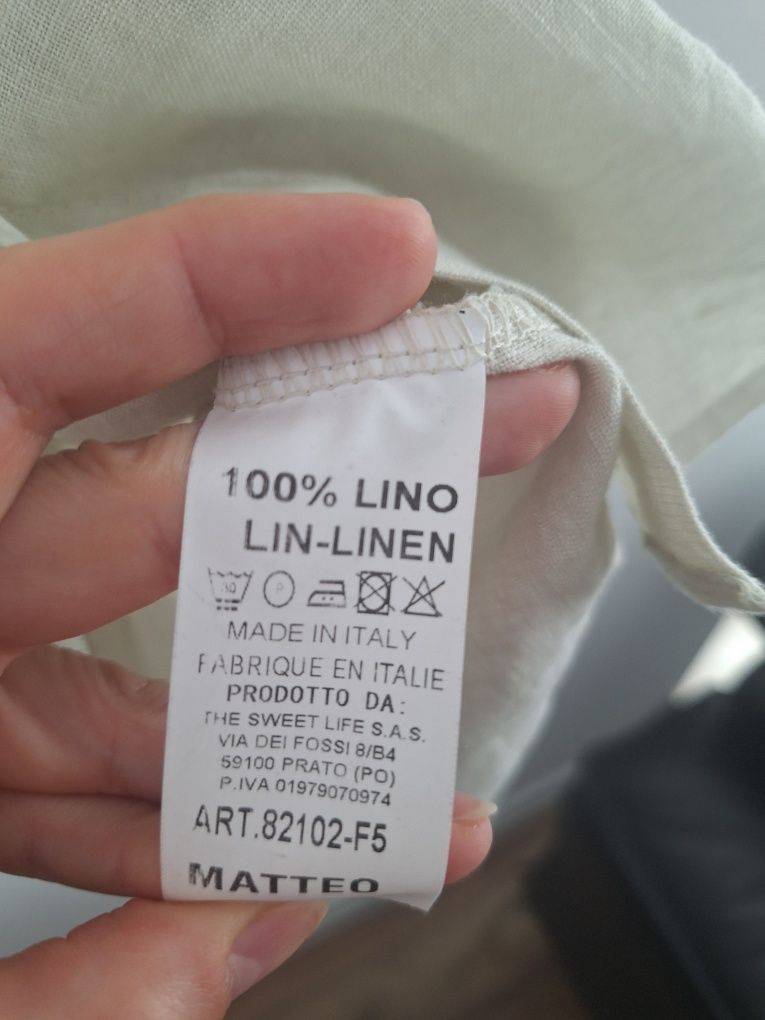 100% LINO
LIN-LINEN
30 P
MADE IN ITALY
FABRIQUE EN ITALIE
PRODOTTO DA:
THE SWEET LIFE S.A.S.
VIA DEI FOSSI 8/B4
59100 PRATO (PO)
P.IVA 01979070974
ART.82102-F5
MATTEO